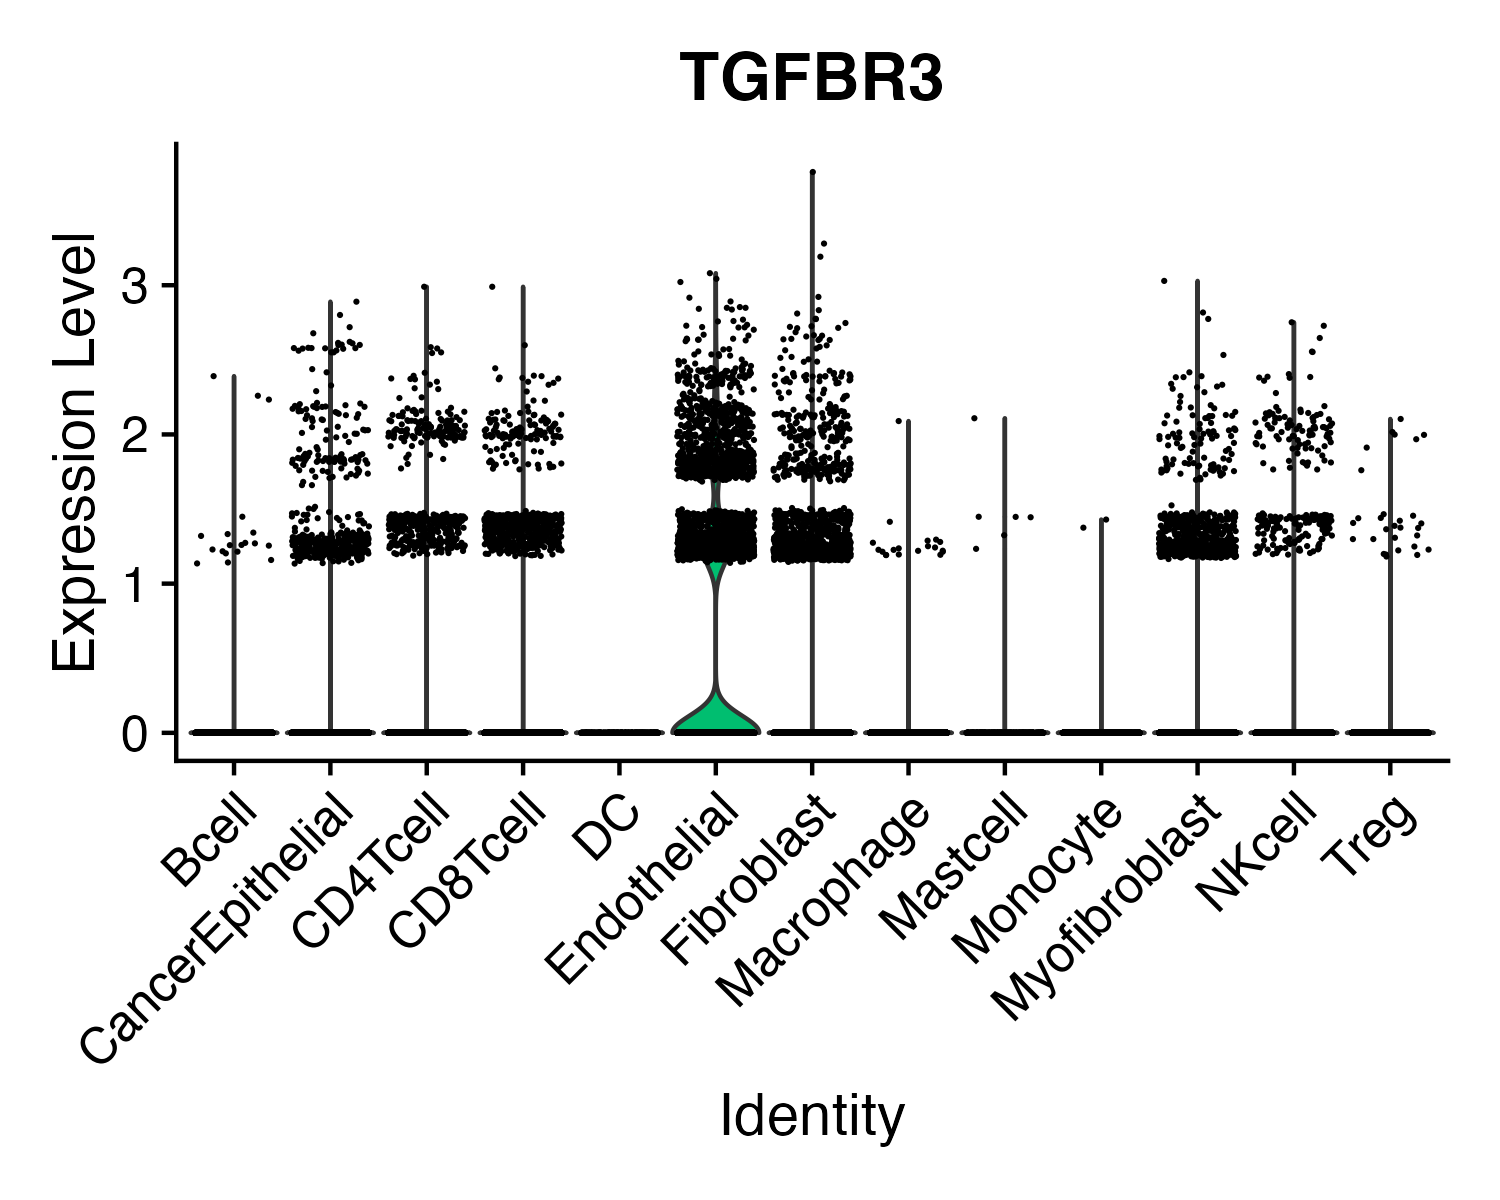 TGFBR3
Expression Level
3
2
1
0
Bcell
CancerEpithelial
CD4Tcell
CD8Tcell
DC
Endothelial
Fibroblast
Macrophage
Mastcell
Monocyte
Myofibroblast
NKcell
Treg
Identity